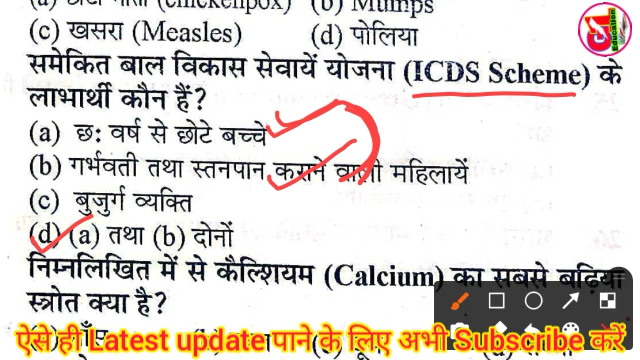 (b) Mumps
(c) खसरा (Measles) (d) पोलिया
समेकित बाल विकास सेवायें योजना (ICDS Scheme) के
लाभार्थी कौन हैं?
(a) छः वर्ष से छोटे बच्चे
(b) गर्भवती तथा स्तनपान कराने वाली महिलायें
(c) बुजुर्ग व्यक्ति
(d) (a) तथा (b) दोनों
निम्नलिखित में से कैल्शियम (Calcium) का सबसे बढ़िया
स्त्रोत क्या है?
ऐसे ही Latest update पाने के लिए अभी Subscribe करें